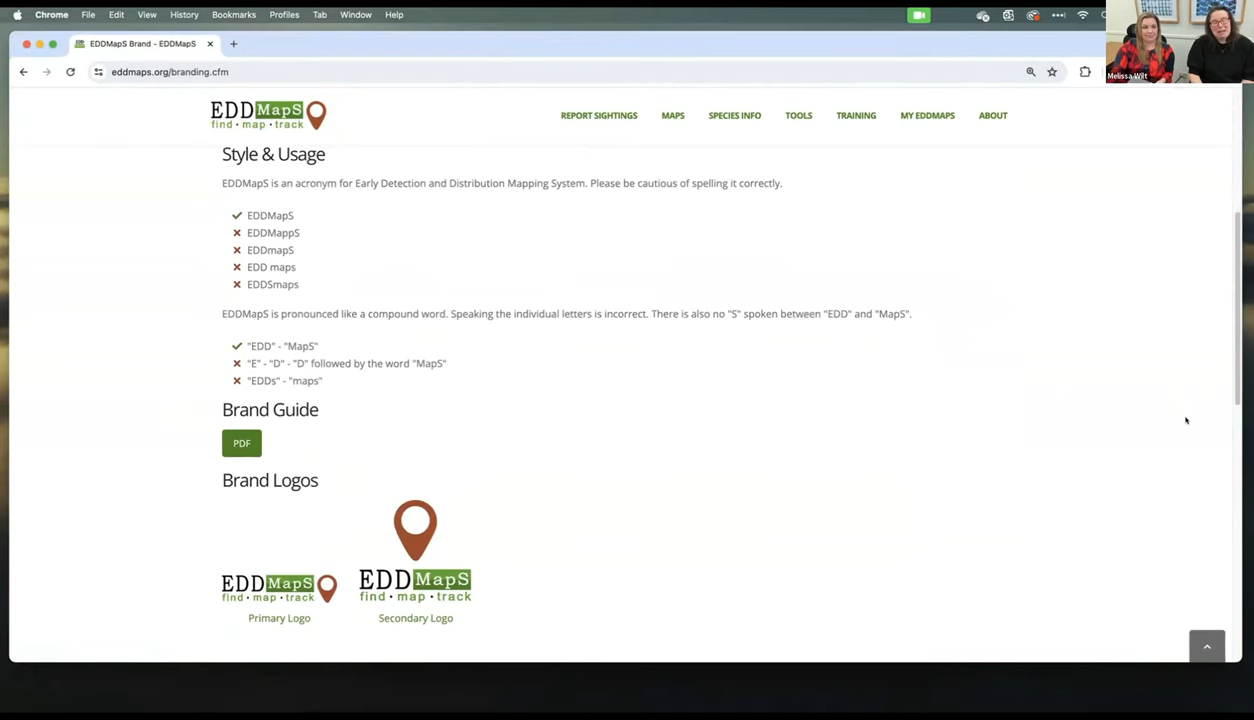 Chrome File Edit View History Bookmarks Profiles Tab Window Help
EDDMapS Brand - EDDMapS
eddmaps.org/branding.cfm
Melissa Wilt
EDDMapS
find • map • track
REPORT SIGHTINGS MAPS SPECIES INFO TOOLS TRAINING MY EDDMAPS ABOUT
Style & Usage
EDDMapS is an acronym for Early Detection and Distribution Mapping System. Please be cautious of spelling it correctly.
EDDMapS
EDDMappS
EDDmapS
EDD maps
EDDSmaps
EDDMapS is pronounced like a compound word. Speaking the individual letters is incorrect. There is also no "S" spoken between "EDD" and "MapS".
"EDD" - "MapS"
"E" - "D" - "D" followed by the word "MapS"
"EDDs" - "maps"
Brand Guide
PDF
Brand Logos
EDDMapS
find • map • track
Primary Logo
EDDMapS
find • map • track
Secondary Logo